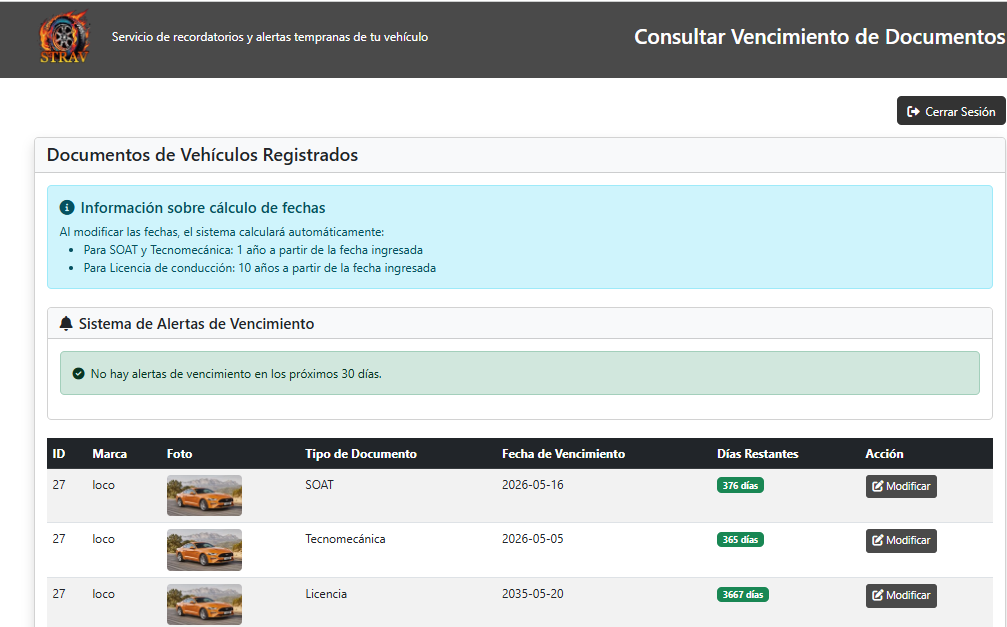 STRAV
Servicio de recordatorios y alertas tempranas de tu vehículo
Consultar Vencimiento de Documentos
Cerrar Sesión
Documentos de Vehículos Registrados
Información sobre cálculo de fechas
Al modificar las fechas, el sistema calculará automáticamente:
• Para SOAT y Tecnomecánica: 1 año a partir de la fecha ingresada
• Para Licencia de conducción: 10 años a partir de la fecha ingresada
Sistema de Alertas de Vencimiento
No hay alertas de vencimiento en los próximos 30 días.
ID Marca Foto Tipo de Documento Fecha de Vencimiento Días Restantes Acción
27 loco SOAT 2026-05-16 376 días Modificar
27 loco Tecnomecánica 2026-05-05 365 días Modificar
27 loco Licencia 2035-05-20 3667 días Modificar